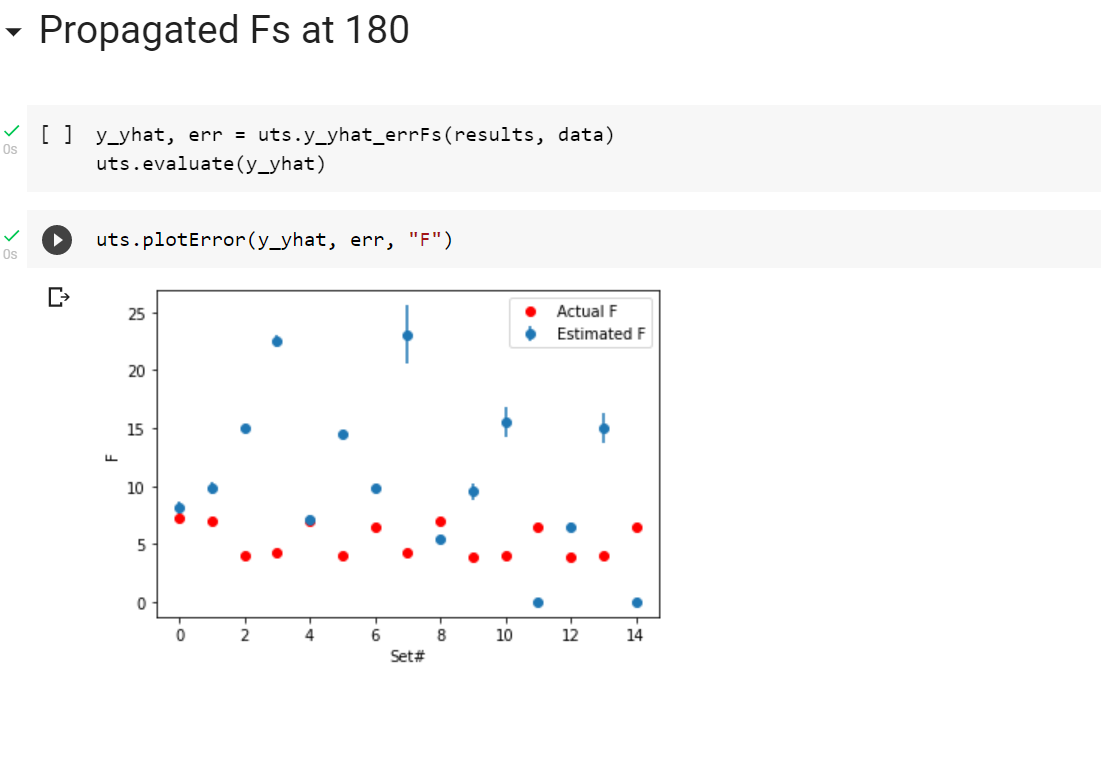 Propagated Fs at 180
[ ] y_yhat, err = uts.y_yhat_errFs(results, data)
0s
uts.evaluate(y_yhat)
uts.plotError(y_yhat, err, "F")
0s
Actual F
Estimated F
25
20
15
10
5
0
F
0 2 4 6 8 10 12 14
Set#